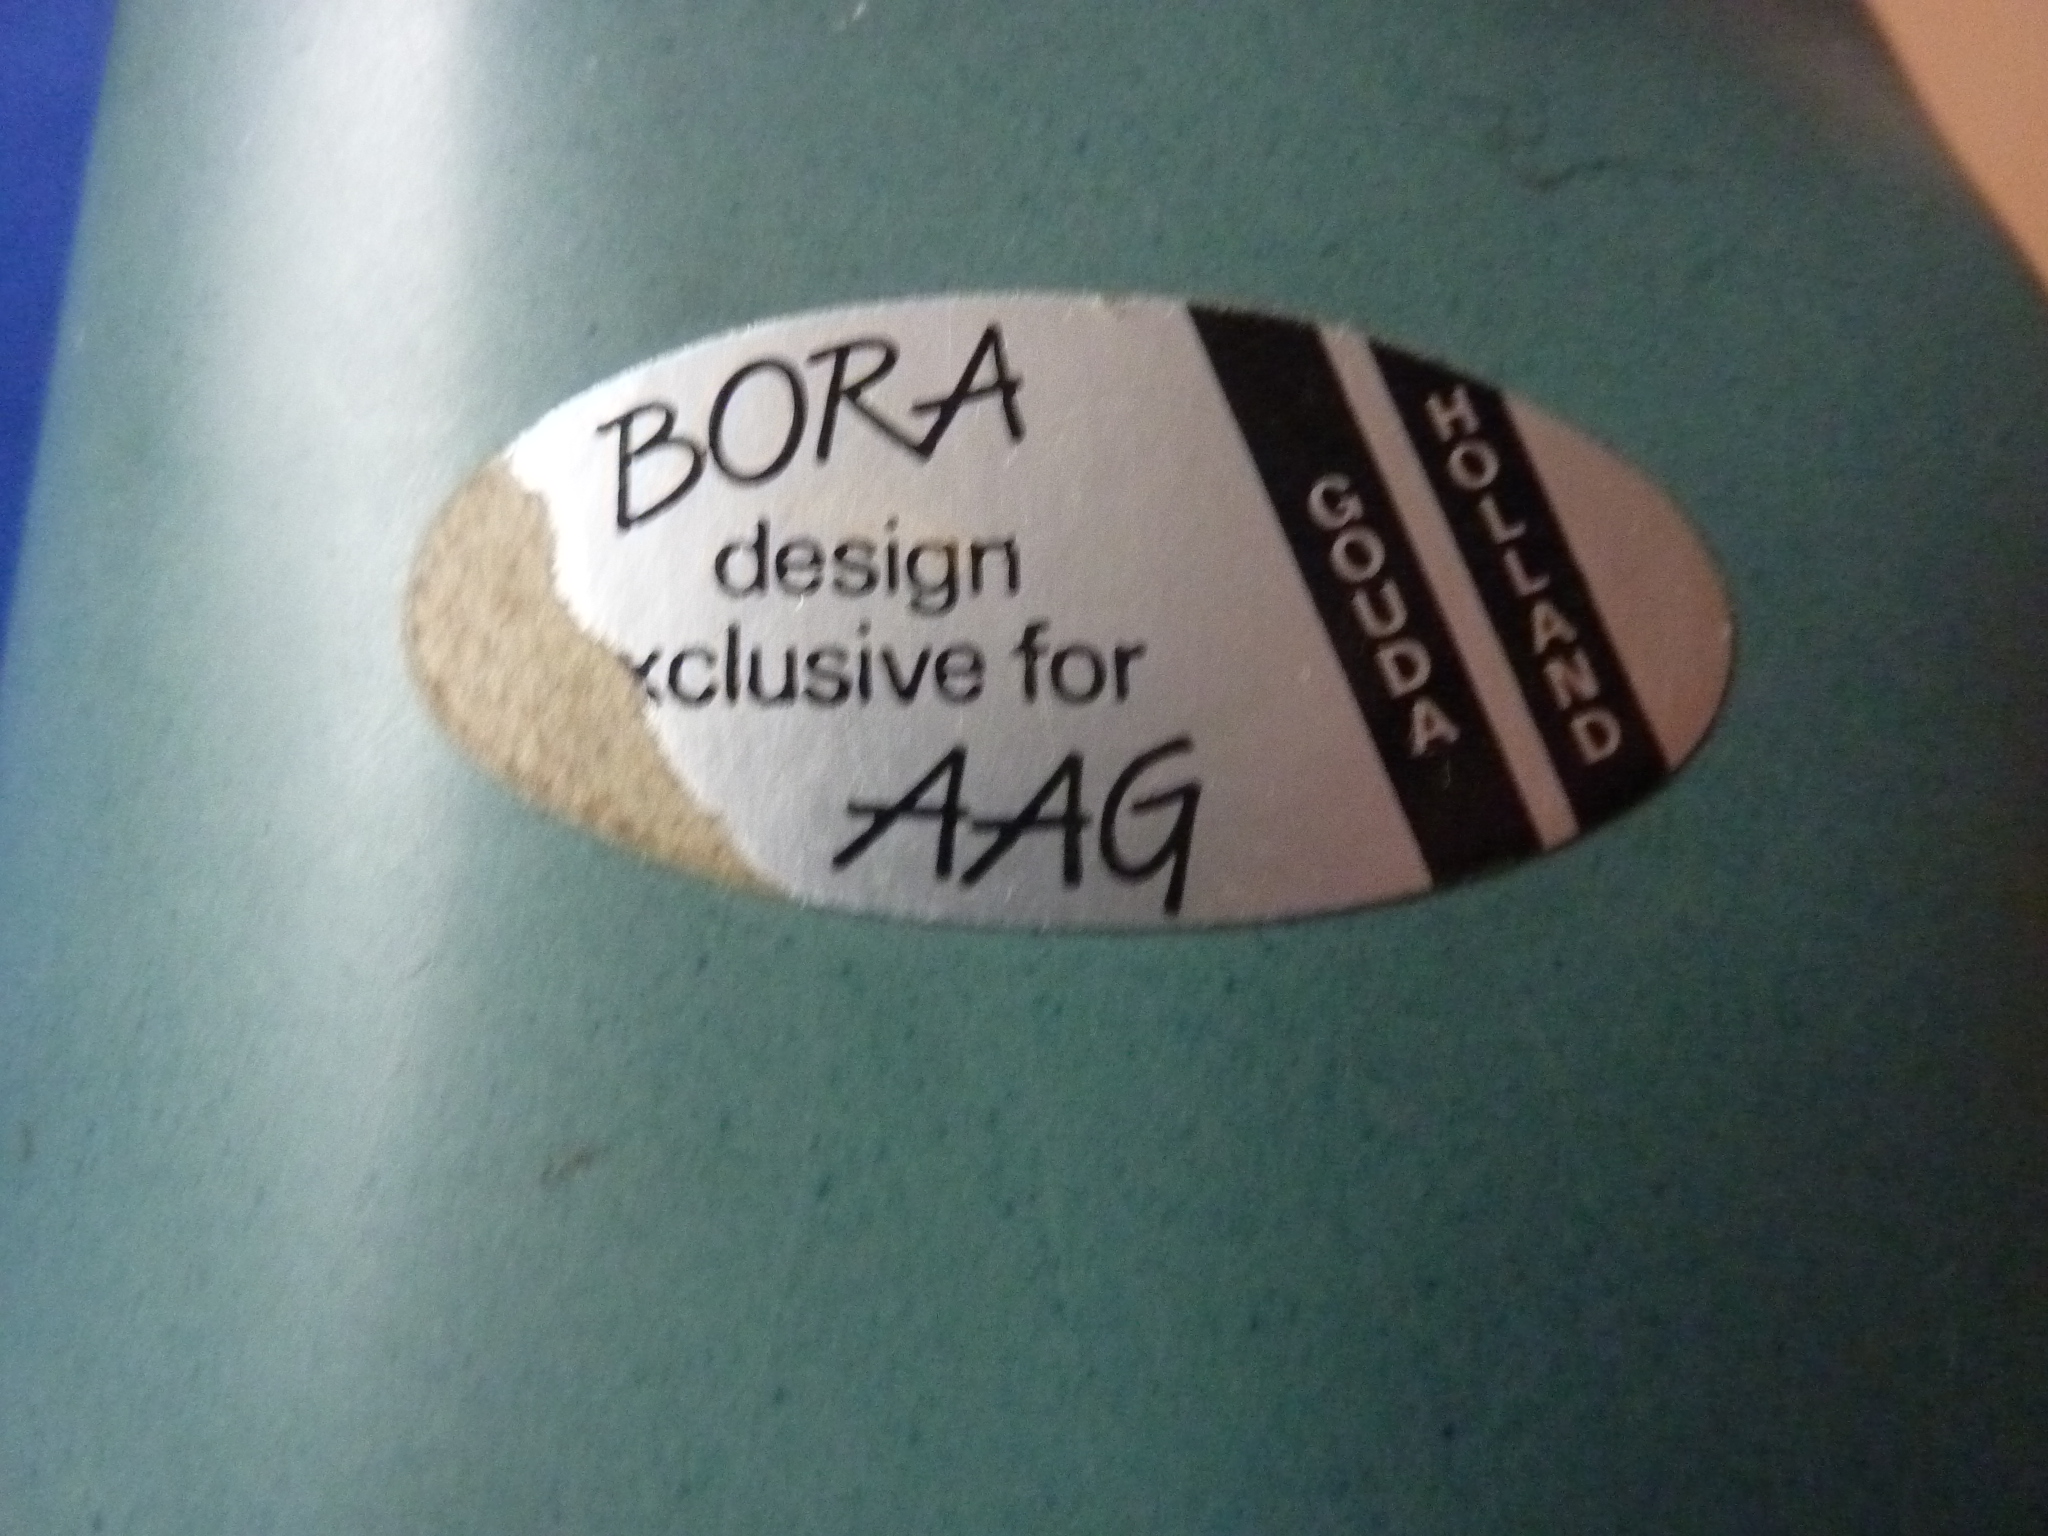 BORA
design
xclusive for
AAG
GOUDA
HOLLAND